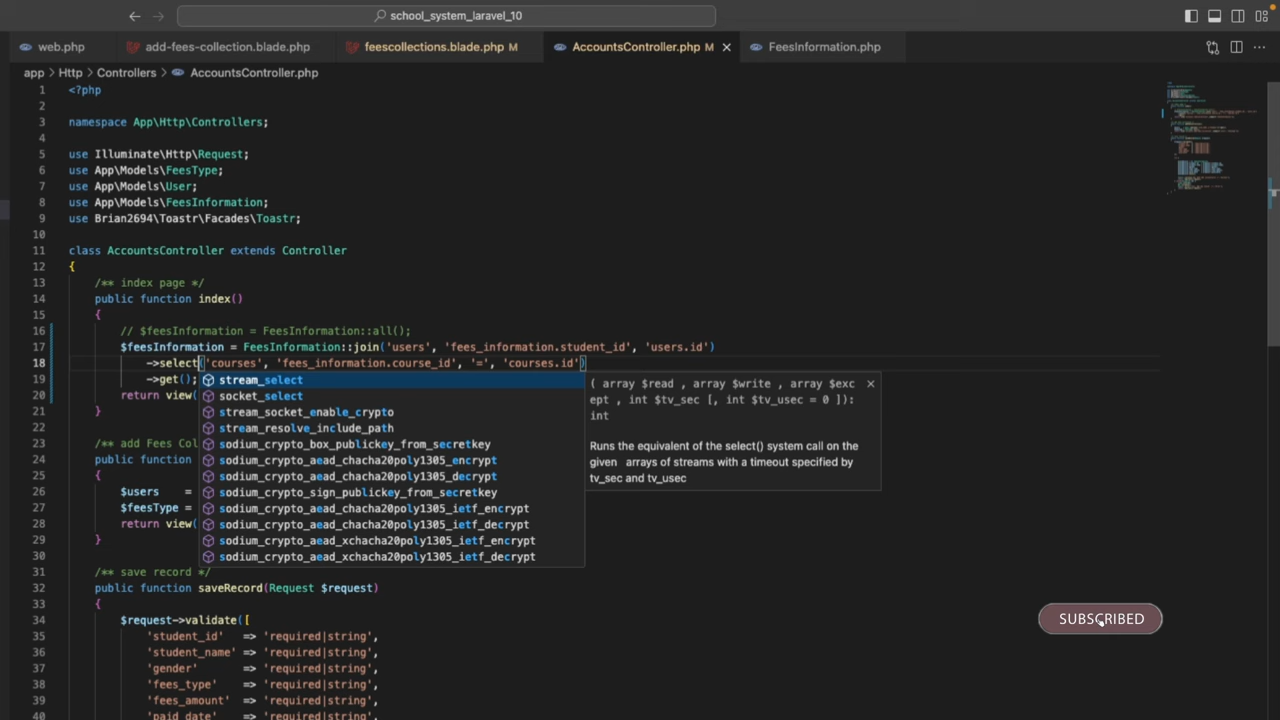 school_system_laravel_10
web.php
add-fees-collection.blade.php
feescollections.blade.php M
AccountsController.php M
FeesInformation.php
app > Http > Controllers > AccountsController.php
1 <?php
2
3 namespace App\Http\Controllers;
4
5 use Illuminate\Http\Request;
6 use App\Models\FeesType;
7 use App\Models\User;
8 use App\Models\FeesInformation;
9 use Brian2694\Toastr\Facades\Toastr;
10
11 class AccountsController extends Controller
12 {
13 /** index page */
14 public function index()
15 {
16 // $feesInformation = FeesInformation::all();
17 $feesInformation = FeesInformation::join('users', 'fees_information.student_id', 'users.id')
18 ->select('courses', 'fees_information.course_id', '=', 'courses.id')
19 ->get();
20 return view(
21 }
22
23 /** add Fees Col
24 public function
25 {
26 $users =
27 $feesType =
28 return view(
29 }
30
31 /** save record */
32 public function saveRecord(Request $request)
33 {
34 $request->validate([
35 'student_id' => 'required|string',
36 'student_name' => 'required|string',
37 'gender' => 'required|string',
38 'fees_type' => 'required|string',
39 'fees_amount' => 'required|string',
40 'paid_date' => 'required|string',
stream_select
socket_select
stream_socket_enable_crypto
stream_resolve_include_path
sodium_crypto_box_publickey_from_secretkey
sodium_crypto_aead_chacha20poly1305_encrypt
sodium_crypto_aead_chacha20poly1305_decrypt
sodium_crypto_sign_publickey_from_secretkey
sodium_crypto_aead_chacha20poly1305_ietf_encrypt
sodium_crypto_aead_chacha20poly1305_ietf_decrypt
sodium_crypto_aead_xchacha20poly1305_ietf_encrypt
sodium_crypto_aead_xchacha20poly1305_ietf_decrypt
( array $read , array $write , array $exc
ept , int $tv_sec [, int $tv_usec = 0 ]):
int
Runs the equivalent of the select() system call on the
given arrays of streams with a timeout specified by
tv_sec and tv_usec
SUBSCRIBED